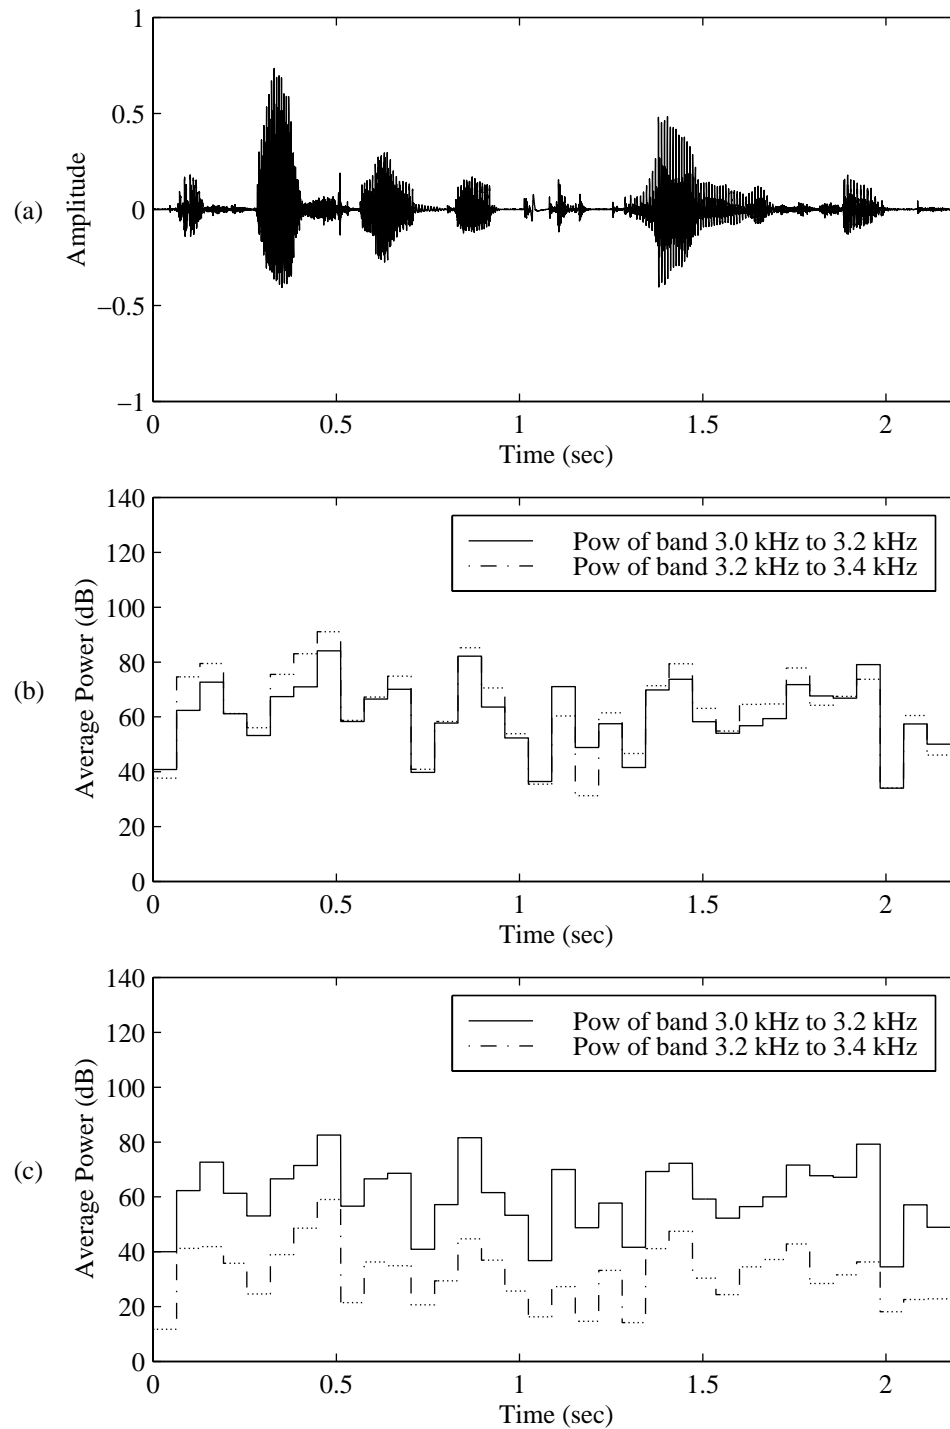 1
0.5
(a)
Amplitude
0
−0.5
−1
0 0.5 1 1.5 2
Time (sec)
140
Pow of band 3.0 kHz to 3.2 kHz
120
Pow of band 3.2 kHz to 3.4 kHz
100
80
(b)
Average Power (dB)
60
40
20
0
0 0.5 1 1.5 2
Time (sec)
140
Pow of band 3.0 kHz to 3.2 kHz
120
Pow of band 3.2 kHz to 3.4 kHz
100
80
(c)
Average Power (dB)
60
40
20
0
0 0.5 1 1.5 2
Time (sec)